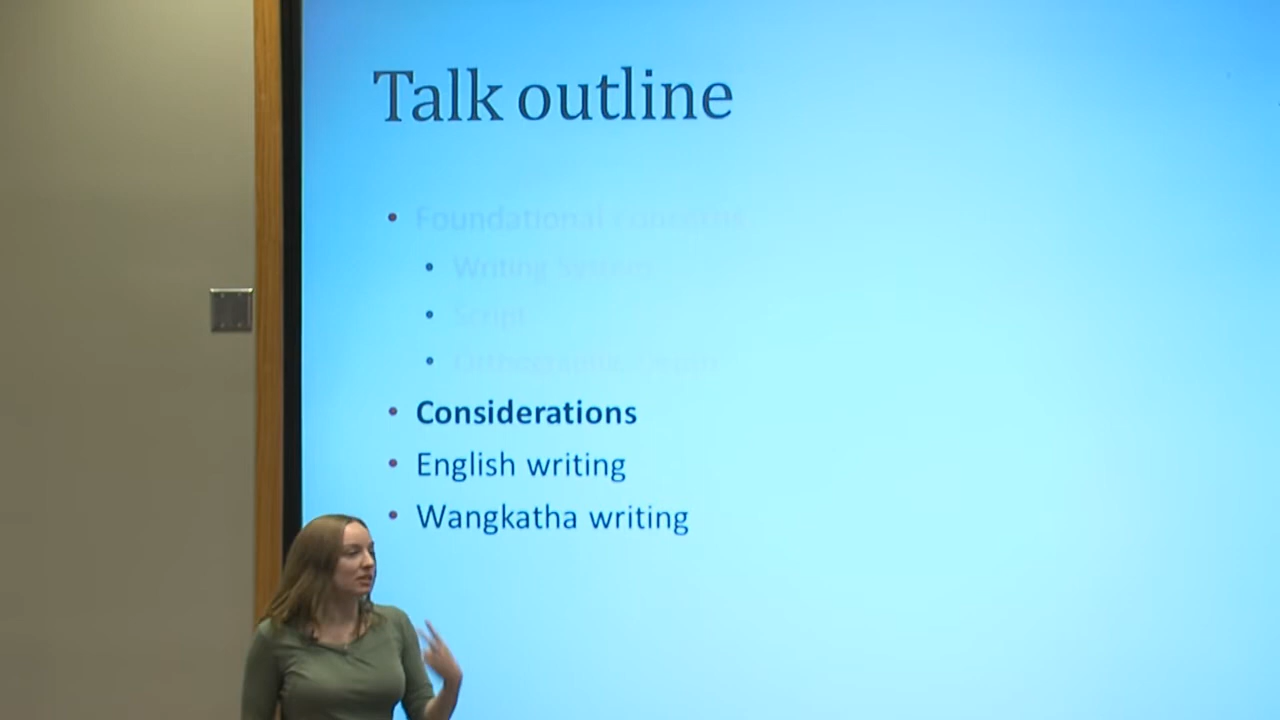 Talk outline
• Foundational concepts
• Writing System
• Script
• Orthographic Depth
• Considerations
• English writing
• Wangkatha writing